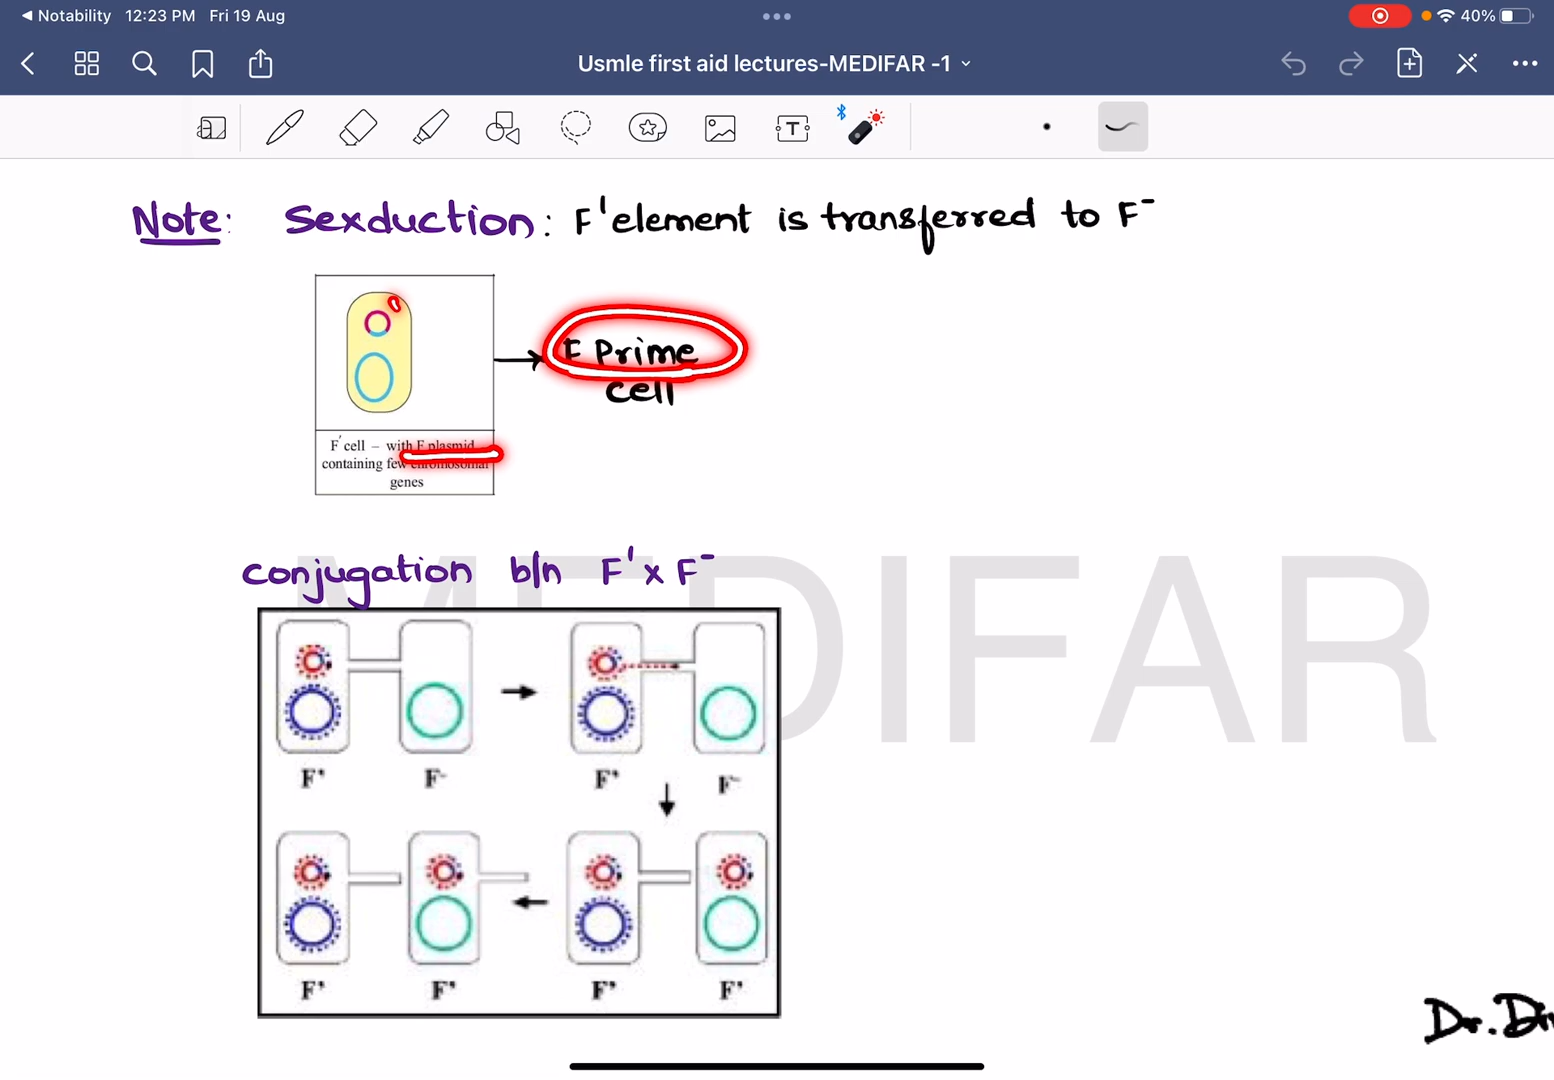 Notability 12:23 PM Fri 19 Aug
40%
Usmle first aid lectures-MEDIFAR -1
T
Note: Sexduction: F' element is transferred to F⁻
F Prime
cell
F' cell – with F plasmid
containing few chromosomal
genes
MEDIFAR
conjugation b/n F' x F⁻
F' F⁻ F' F⁻
F' F' F' F'
Dr.